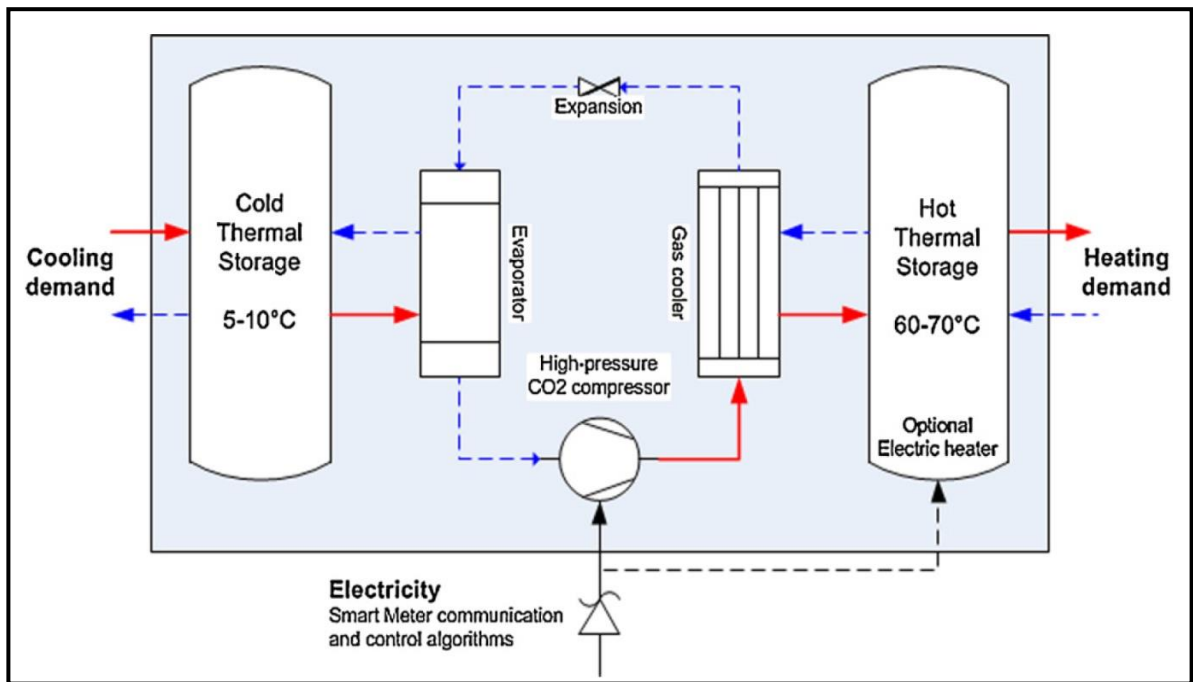 Expansion
Cold
Thermal
Storage
5-10°C
Evaporator
Gas cooler
Hot
Thermal
Storage
60-70°C
Cooling
demand
Heating
demand
High-pressure
CO2 compressor
Optional
Electric heater
Electricity
Smart Meter communication
and control algorithms